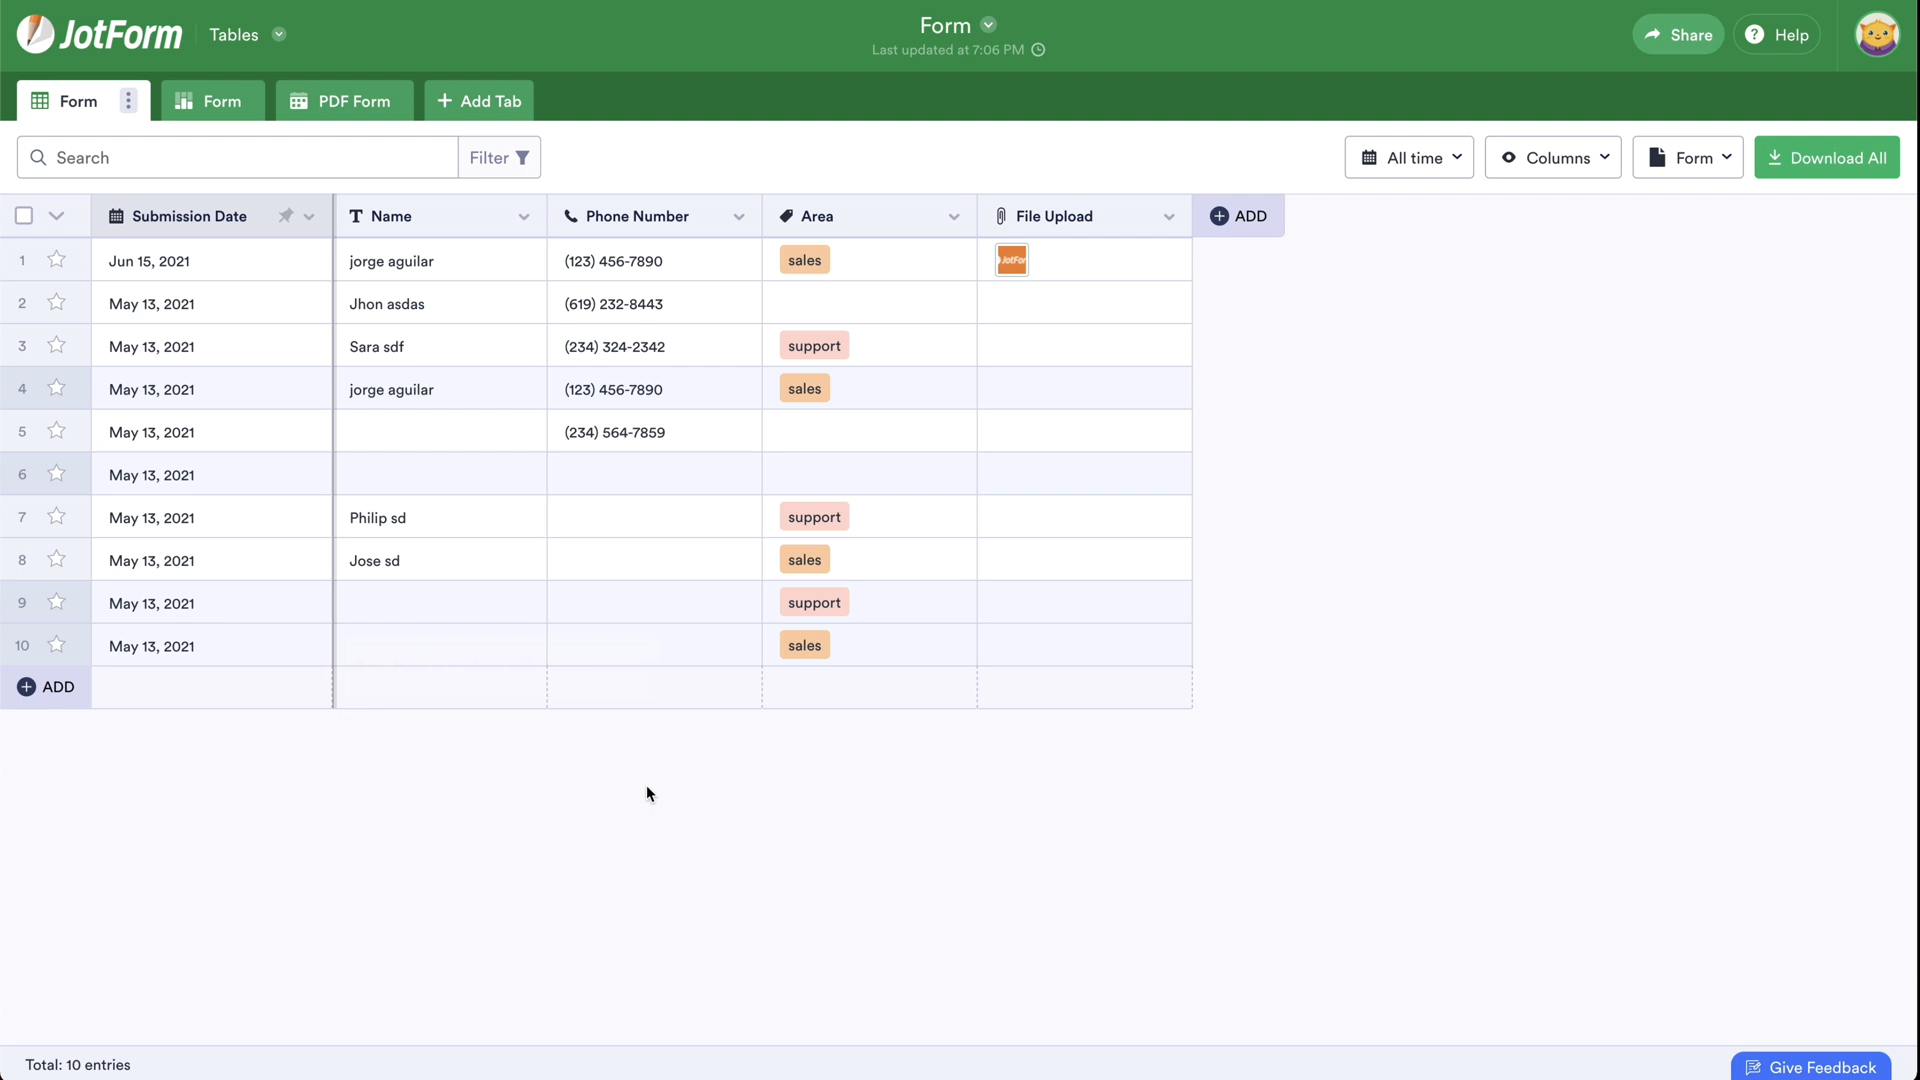 JotForm Tables
Form
Last updated at 7:06 PM
Share
Help
Form
Form
PDF Form
+ Add Tab
Search
Filter
All time
Columns
Form
Download All
Submission Date Name Phone Number Area File Upload ADD
1 Jun 15, 2021 jorge aguilar (123) 456-7890 sales JotFor
2 May 13, 2021 Jhon asdas (619) 232-8443
3 May 13, 2021 Sara sdf (234) 324-2342 support
4 May 13, 2021 jorge aguilar (123) 456-7890 sales
5 May 13, 2021 (234) 564-7859
6 May 13, 2021
7 May 13, 2021 Philip sd support
8 May 13, 2021 Jose sd sales
9 May 13, 2021 support
10 May 13, 2021 sales
ADD
Total: 10 entries
Give Feedback